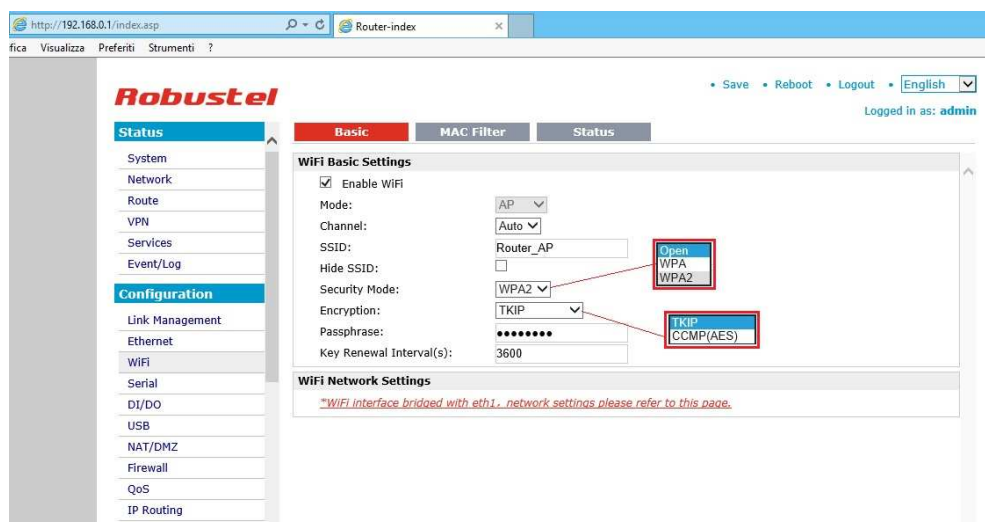 http://192.168.0.1/index.asp
Router-index
fica Visualizza Preferiti Strumenti ?
Robustel
• Save • Reboot • Logout • English
Logged in as: admin
Status
System
Network
Route
VPN
Services
Event/Log
Configuration
Link Management
Ethernet
WiFi
Serial
DI/DO
USB
NAT/DMZ
Firewall
QoS
IP Routing
Basic MAC Filter Status
WiFi Basic Settings
Enable WiFi
Mode: AP
Channel: Auto
SSID: Router_AP
Hide SSID:
Security Mode: WPA2
Encryption: TKIP
Passphrase: ••••••••
Key Renewal Interval(s): 3600
Open
WPA
WPA2
TKIP
CCMP(AES)
WiFi Network Settings
"WiFi interface bridged with eth1, network settings please refer to this page.